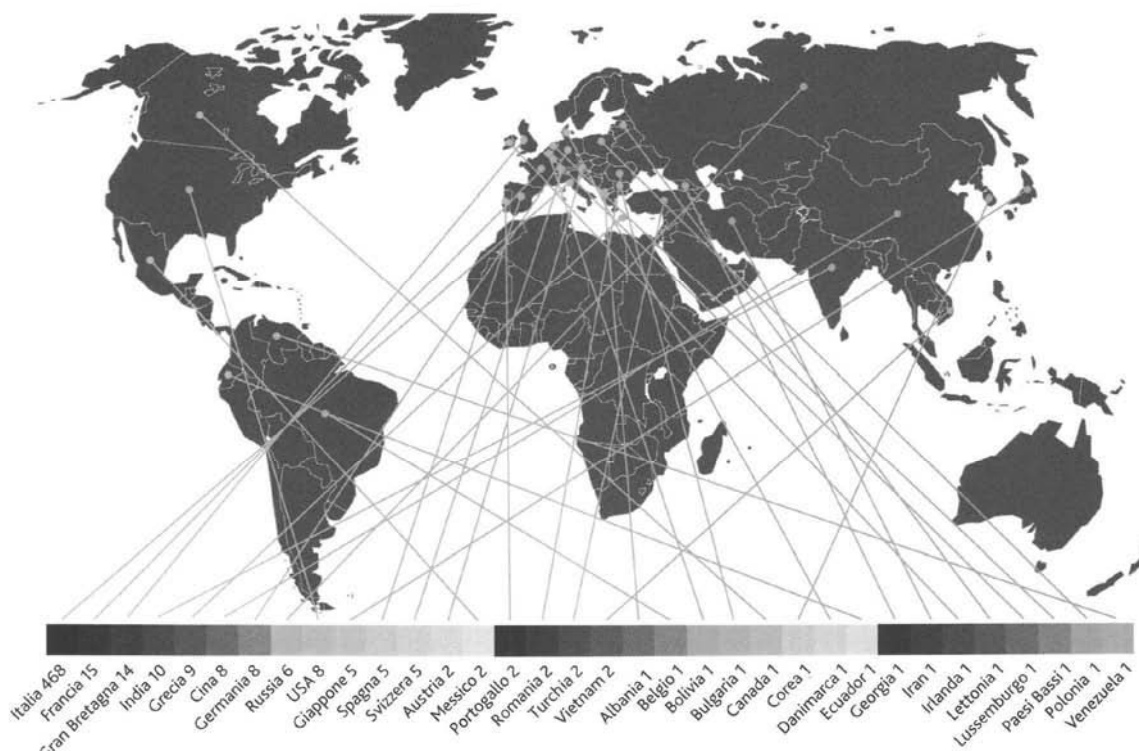 Italia 468
Francia 15
Gran Bretagna 14
India 10
Grecia 9
Cina 8
Germania 8
Russia 6
USA 8
Giappone 5
Spagna 5
Svizzera 5
Austria 2
Messico 2
Portogallo 2
Romania 2
Turchia 2
Vietnam 2
Albania 1
Belgio 1
Bolivia 1
Bulgaria 1
Canada 1
Corea 1
Danimarca 1
Ecuador 1
Georgia 1
Iran 1
Irlanda 1
Lettonia 1
Lussemburgo 1
Paesi Bassi 1
Polonia 1
Venezuela 1